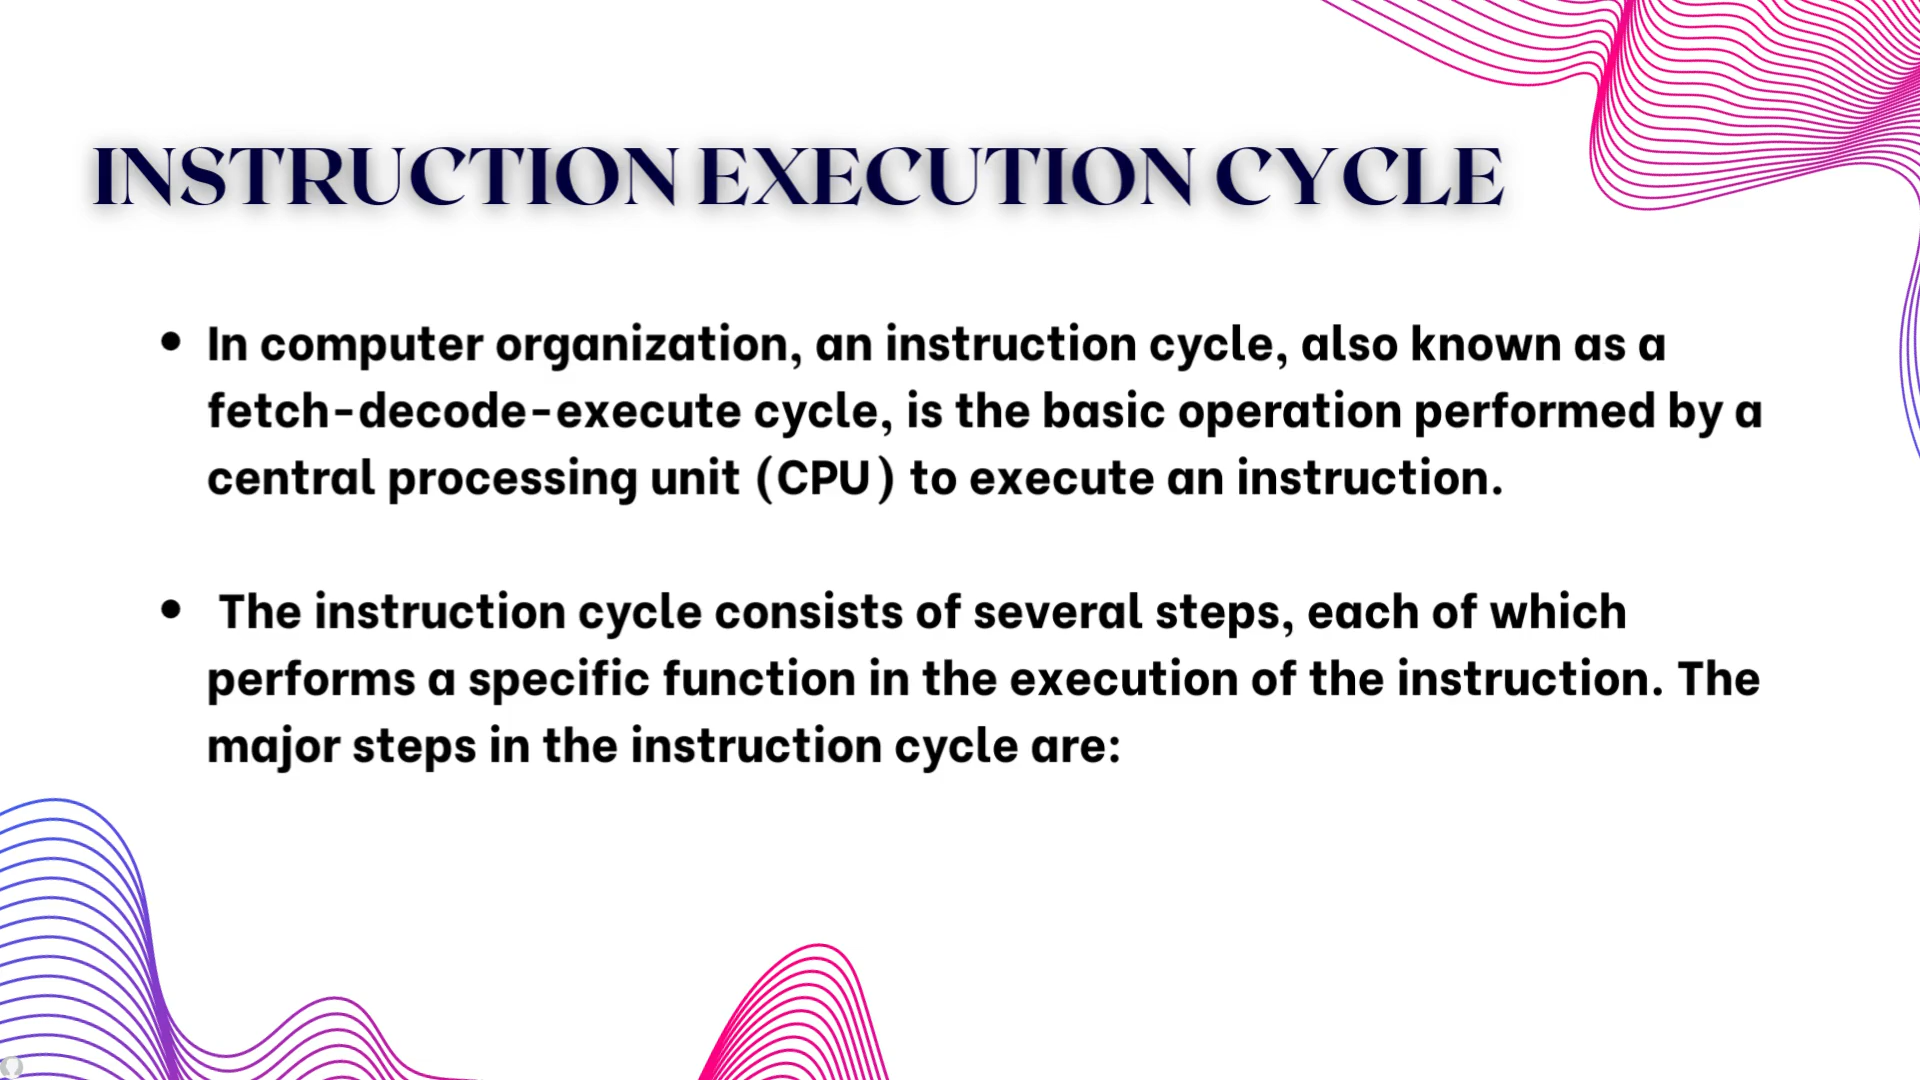 INSTRUCTION EXECUTION CYCLE
• In computer organization, an instruction cycle, also known as a
fetch-decode-execute cycle, is the basic operation performed by a
central processing unit (CPU) to execute an instruction.
• The instruction cycle consists of several steps, each of which
performs a specific function in the execution of the instruction. The
major steps in the instruction cycle are: